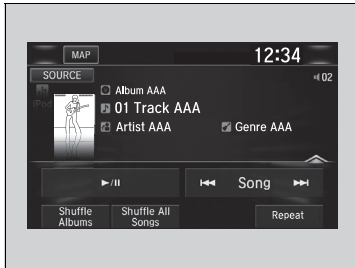 MAP
12:34
SOURCE
02
iPod
Album AAA
01 Track AAA
Artist AAA
Genre AAA
Song
Shuffle Albums
Shuffle All Songs
Repeat